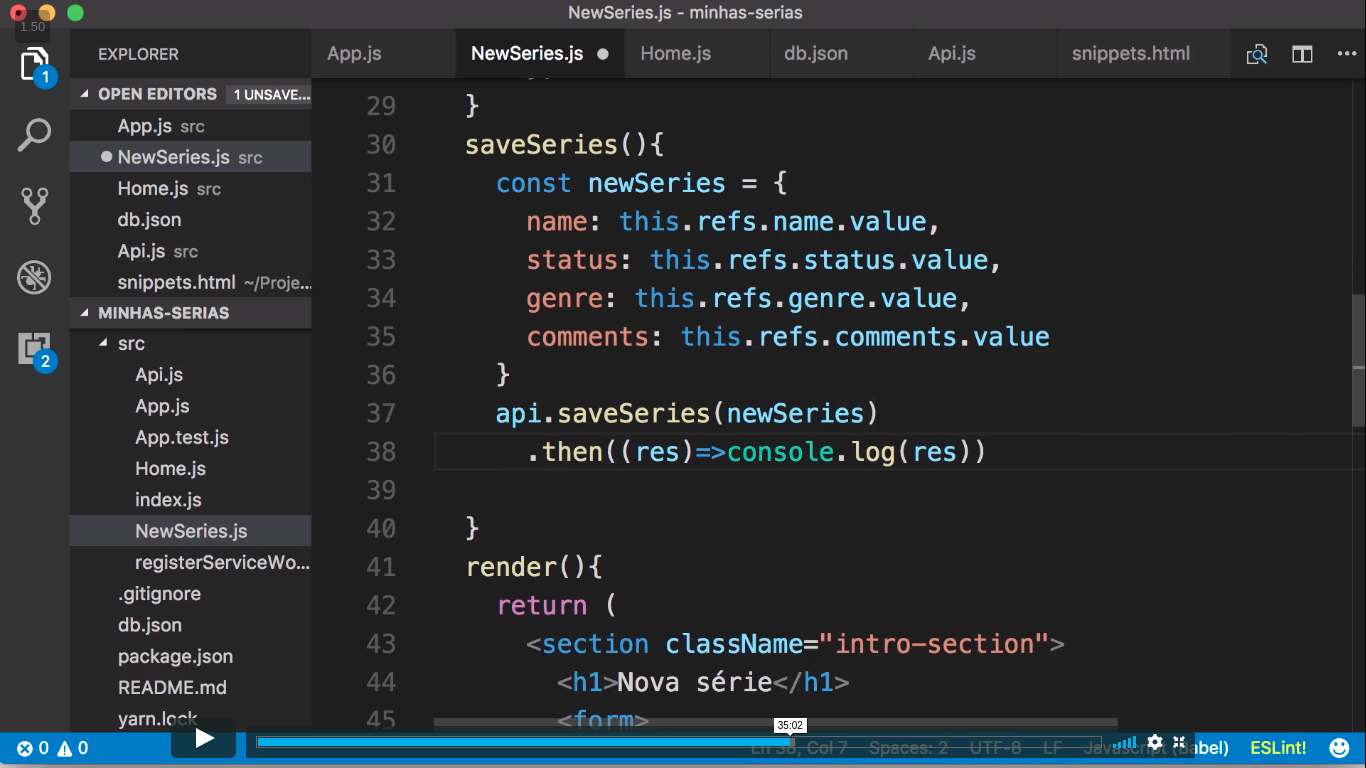 NewSeries.js - minhas-serias
1.50
EXPLORER
App.js
NewSeries.js
Home.js
db.json
Api.js
snippets.html
1
OPEN EDITORS
1 UNSAVE...
App.js src
NewSeries.js src
Home.js src
db.json
Api.js src
snippets.html ~/Proje...
MINHAS-SERIAS
src
Api.js
App.js
App.test.js
Home.js
index.js
NewSeries.js
registerServiceWo...
.gitignore
db.json
package.json
README.md
yarn.lock
2
29 }
30 saveSeries(){
31 const newSeries = {
32 name: this.refs.name.value,
33 status: this.refs.status.value,
34 genre: this.refs.genre.value,
35 comments: this.refs.comments.value
36 }
37 api.saveSeries(newSeries)
38 .then((res)=>console.log(res))
39
40 }
41 render(){
42 return (
43 <section className="intro-section">
44 <h1>Nova série</h1>
45 <form>
35:02
0 0
Ln 38, Col 7 Spaces: 2 UTF-8 LF Javascript (Babel) ESLint!